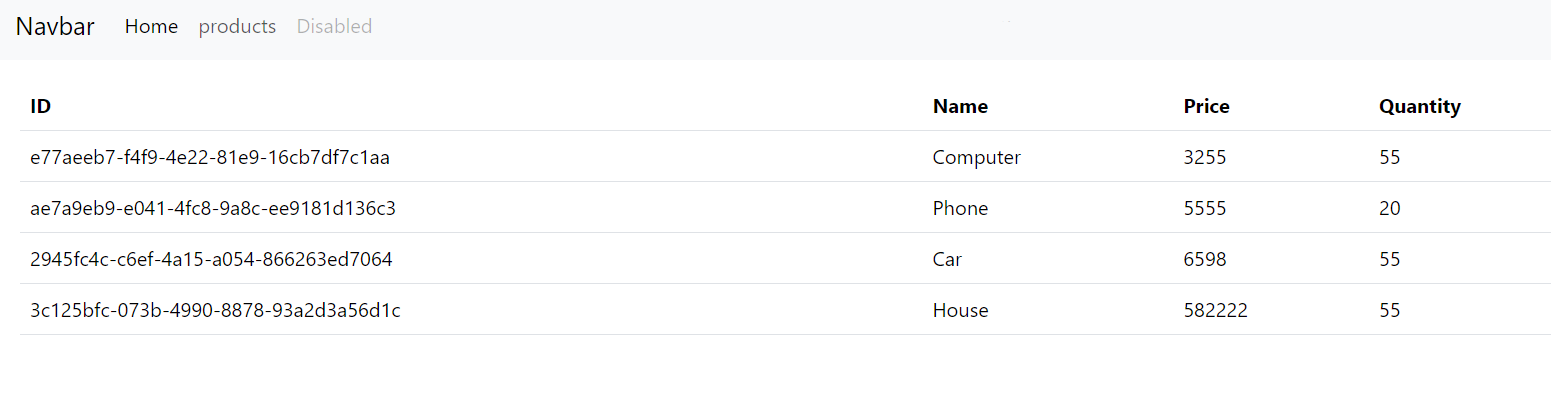 Navbar Home products Disabled
ID Name Price Quantity
e77aeeb7-f4f9-4e22-81e9-16cb7df7c1aa Computer 3255 55
ae7a9eb9-e041-4fc8-9a8c-ee9181d136c3 Phone 5555 20
2945fc4c-c6ef-4a15-a054-866263ed7064 Car 6598 55
3c125bfc-073b-4990-8878-93a2d3a56d1c House 582222 55